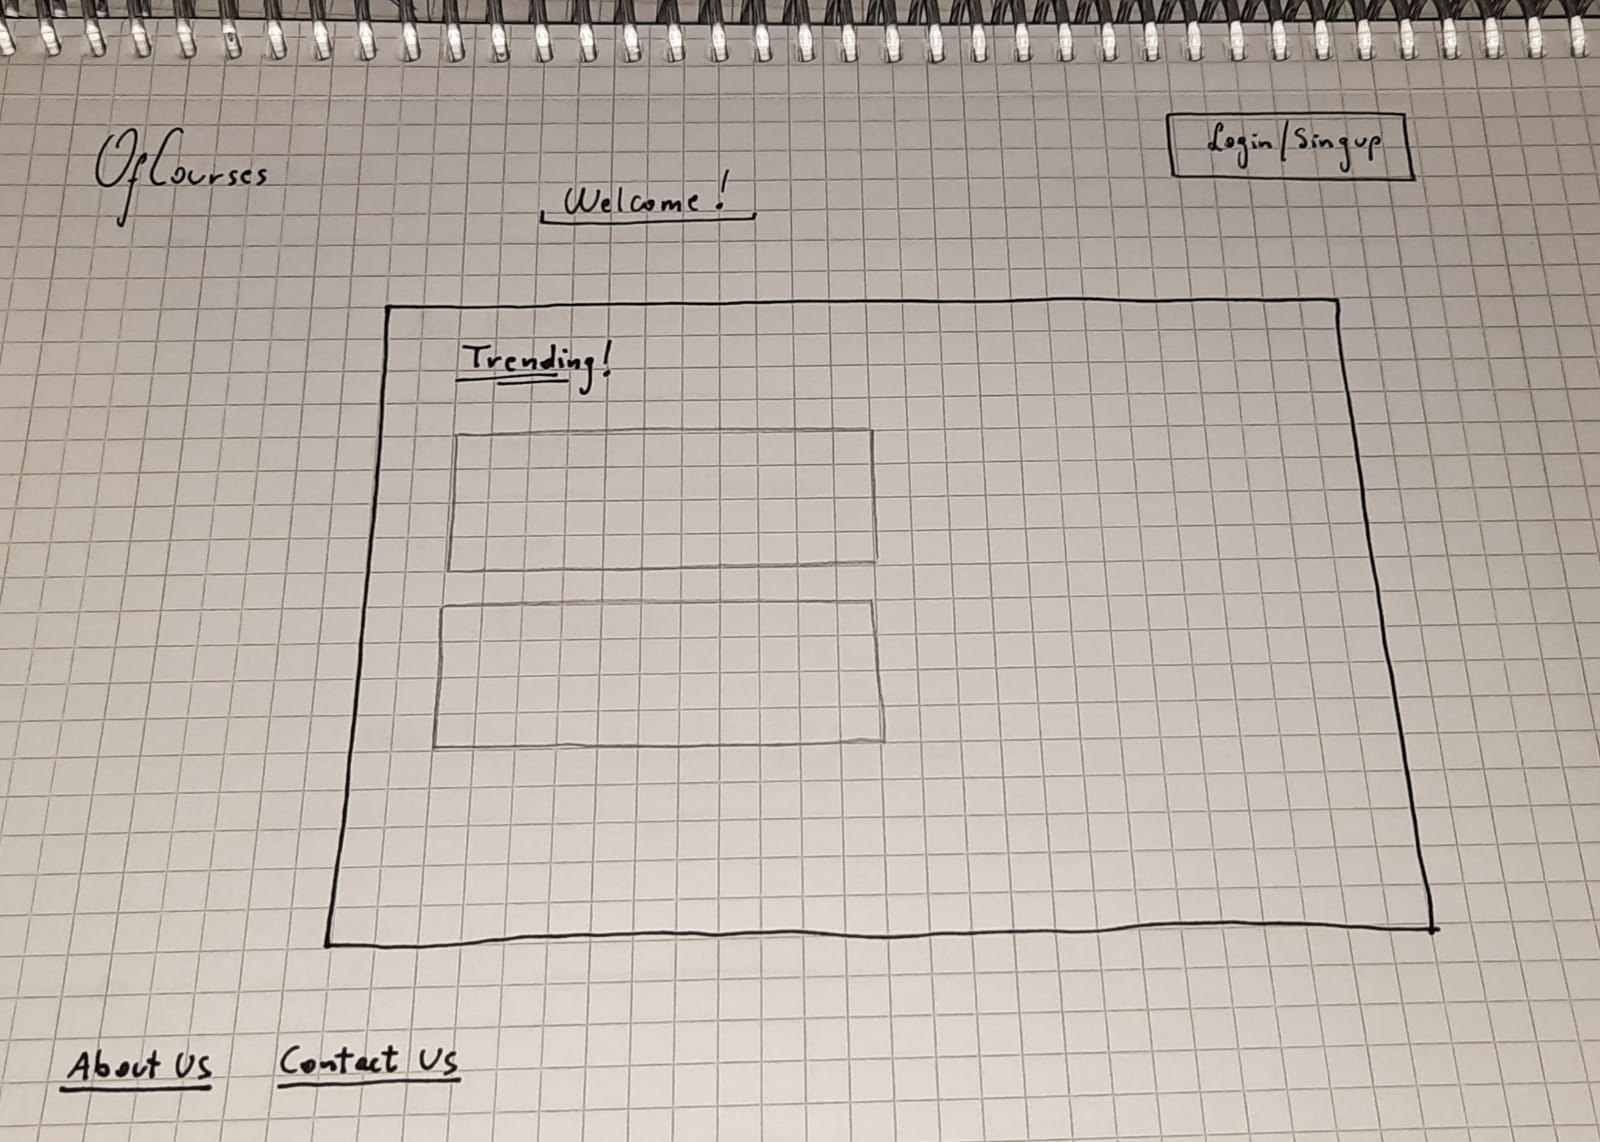 OfCourses
Login/Singup
Welcome!
Trending!
About Us
Contact Us